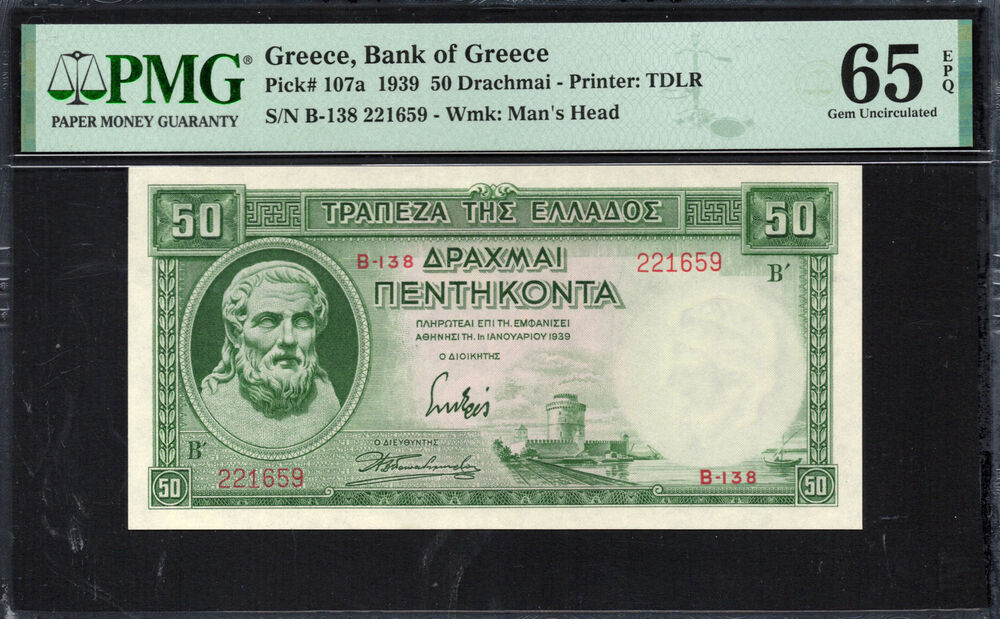 PMG®
PAPER MONEY GUARANTY
Greece, Bank of Greece
Pick# 107a 1939 50 Drachmai - Printer: TDLR
S/N B-138 221659 - Wmk: Man's Head
65 EPQ
Gem Uncirculated
50 ΤΡΑΠΕΖΑ ΤΗΣ ΕΛΛΑΔΟΣ 50
B-138 ΔΡΑΧΜΑΙ 221659
Β΄
ΠΕΝΤΗΚΟΝΤΑ
ΠΛΗΡΩΤΕΑΙ ΕΠΙ ΤΗ. ΕΜΦΑΝΙΣΕΙ
ΑΘΗΝΗΣΙ ΤΗ. 1η ΙΑΝΟΥΑΡΙΟΥ 1939
Ο ΔΙΟΙΚΗΤΗΣ
Ο ΔΙΕΥΘΥΝΤΗΣ
Β΄
221659 B-138
50 50